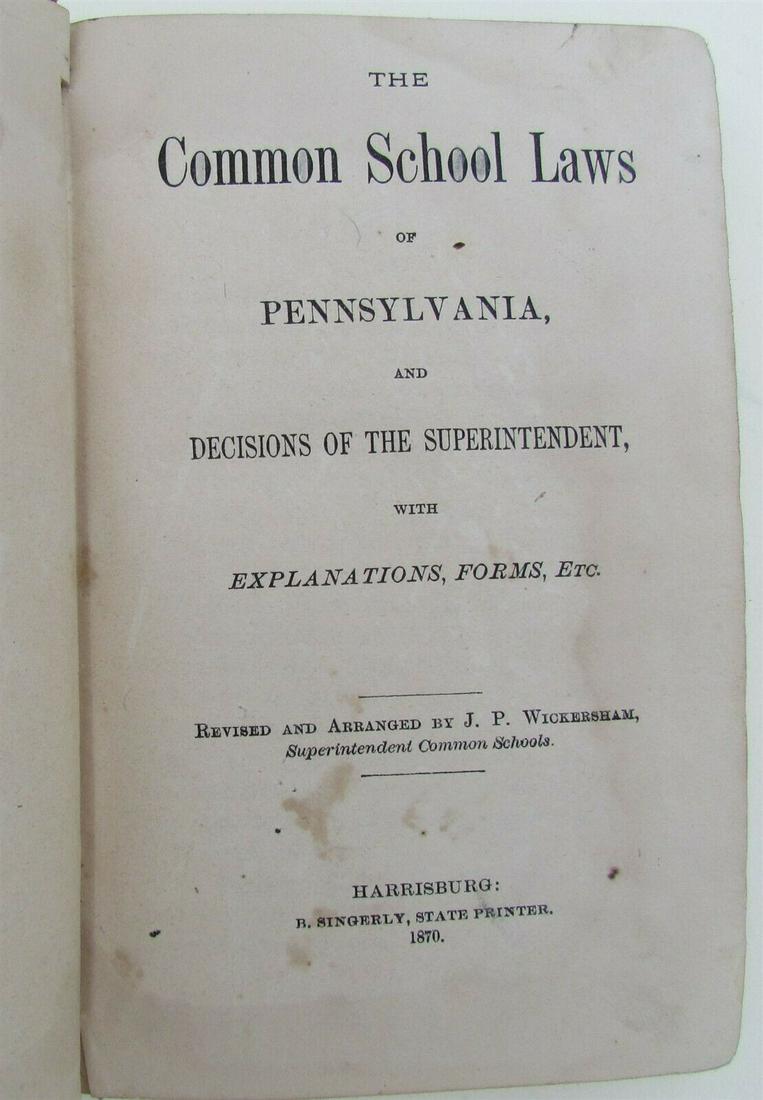 THE
Common School Laws
OF
PENNSYLVANIA,
AND
DECISIONS OF THE SUPERINTENDENT,
WITH
EXPLANATIONS, FORMS, ETC.
REVISED AND ARRANGED BY J. P. WICKERSHAM,
Superintendent Common Schools.
HARRISBURG:
B. SINGERLY, STATE PRINTER.
1870.